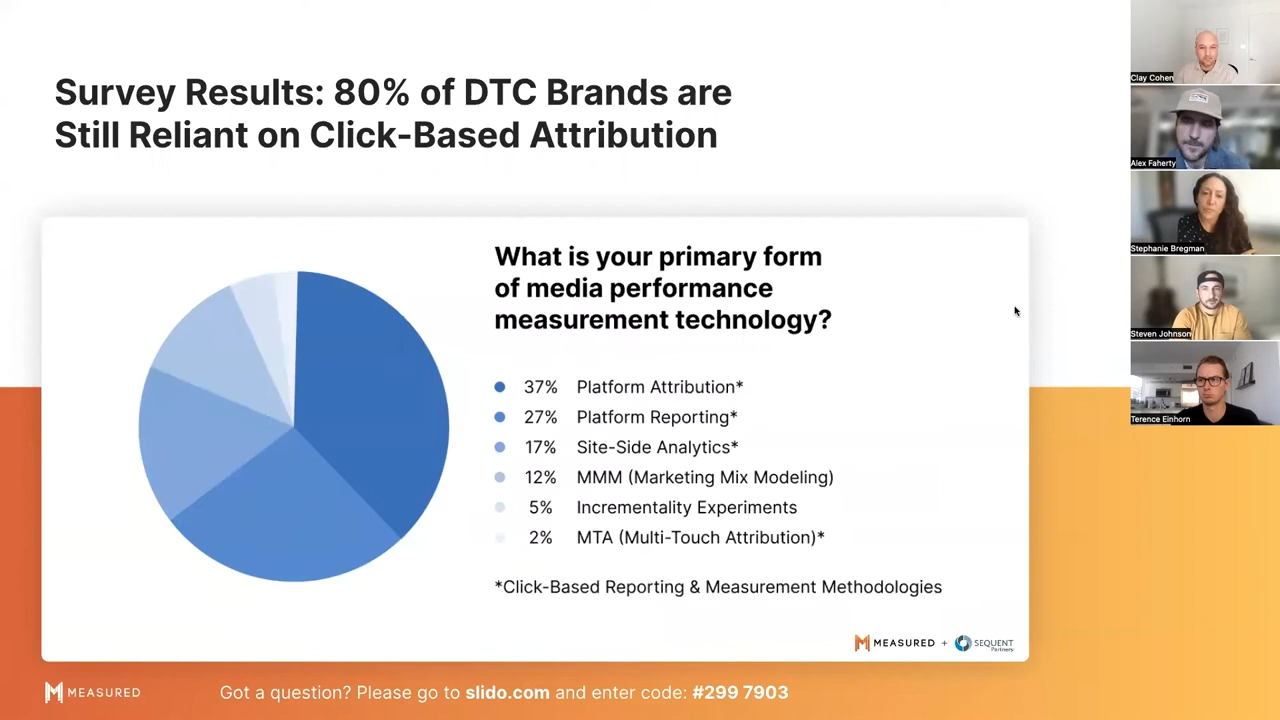 Survey Results: 80% of DTC Brands are
Still Reliant on Click-Based Attribution
What is your primary form
of media performance
measurement technology?
37% Platform Attribution*
27% Platform Reporting*
17% Site-Side Analytics*
12% MMM (Marketing Mix Modeling)
5% Incrementality Experiments
2% MTA (Multi-Touch Attribution)*
*Click-Based Reporting & Measurement Methodologies
MEASURED + SEQUENT Partners
MEASURED
Got a question? Please go to slido.com and enter code: #299 7903
Clay Cohen
Alex Faherty
Stephanie Bregman
Steven Johnson
Terence Einhorn